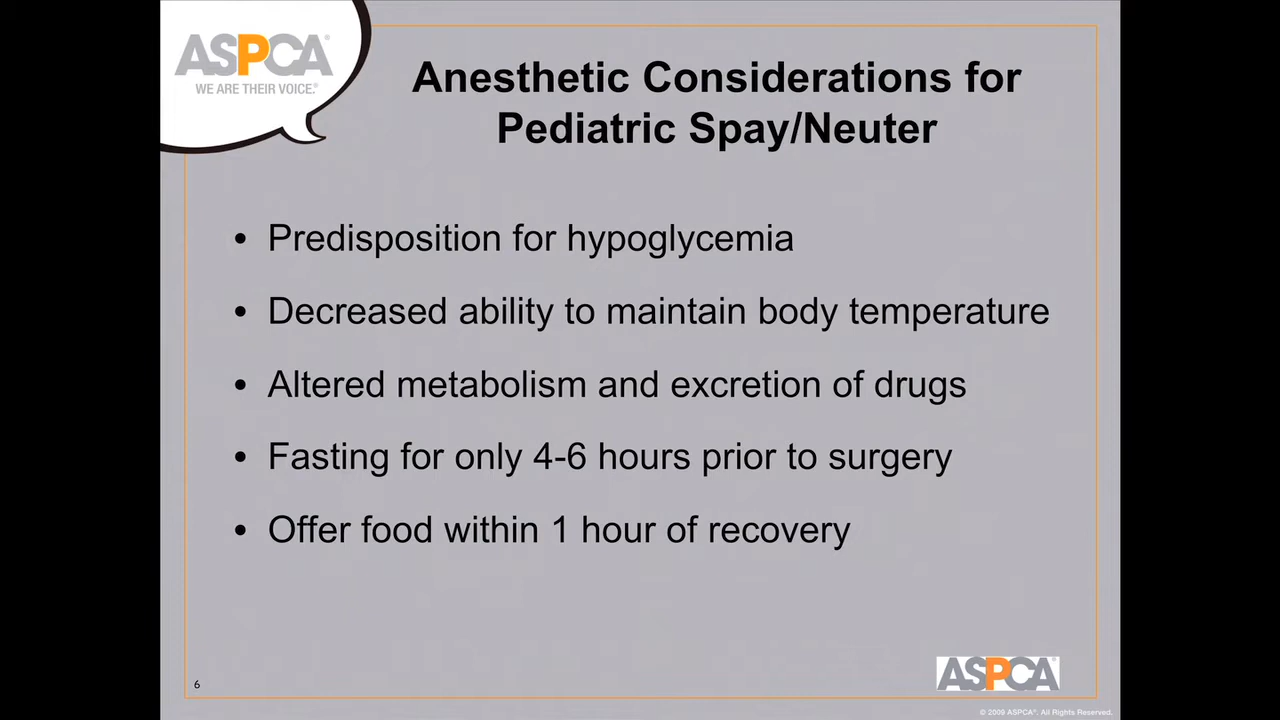 ASPCA®
WE ARE THEIR VOICE.®
Anesthetic Considerations for
Pediatric Spay/Neuter
• Predisposition for hypoglycemia
• Decreased ability to maintain body temperature
• Altered metabolism and excretion of drugs
• Fasting for only 4-6 hours prior to surgery
• Offer food within 1 hour of recovery
6
ASPCA®
© 2009 ASPCA®. All Rights Reserved.